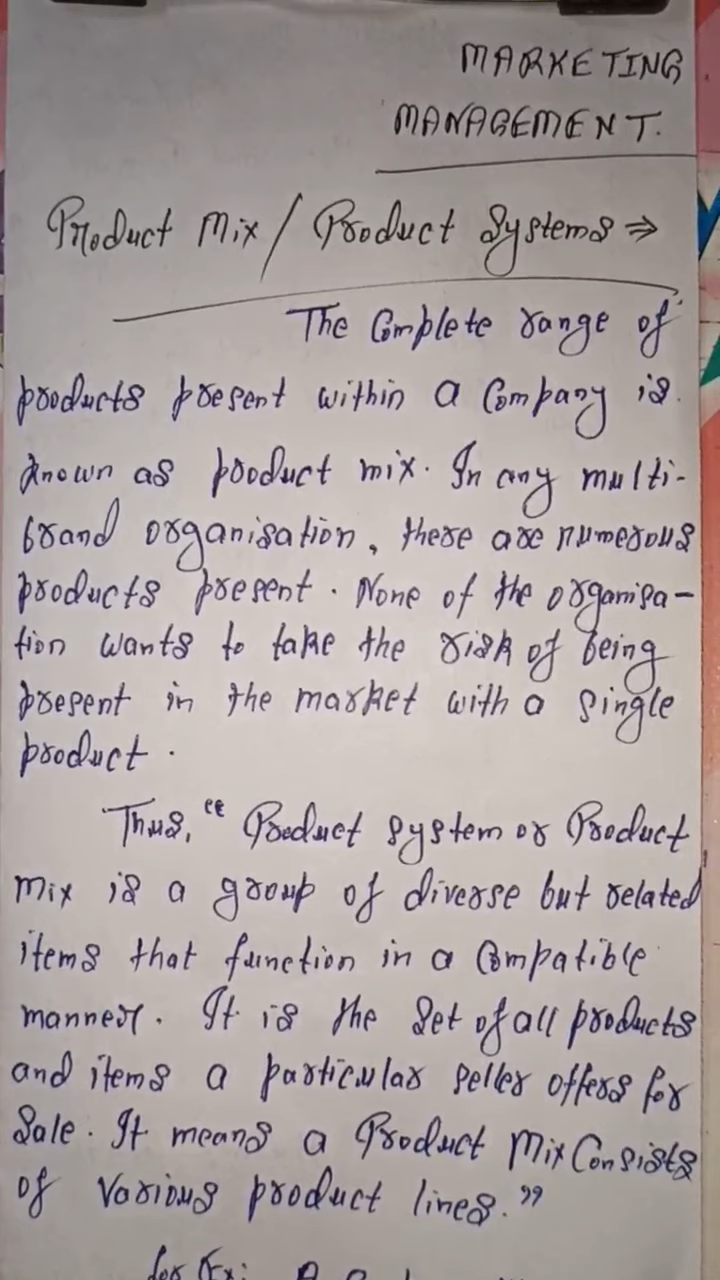 MARKETING
MANAGEMENT.
Product Mix / Product Systems ⇒
The Complete range of
products present within a Company is
known as product mix. In any multi-
brand organisation, there are numerous
products present. None of the organisa-
tion wants to take the risk of being
present in the market with a single
product.
Thus, "Product system or Product
mix is a group of diverse but related
items that function in a Compatible
manner. It is the Set of all products
and items a particular seller offers for
Sale. It means a Product Mix Consists
of Various product lines."
for Ex: